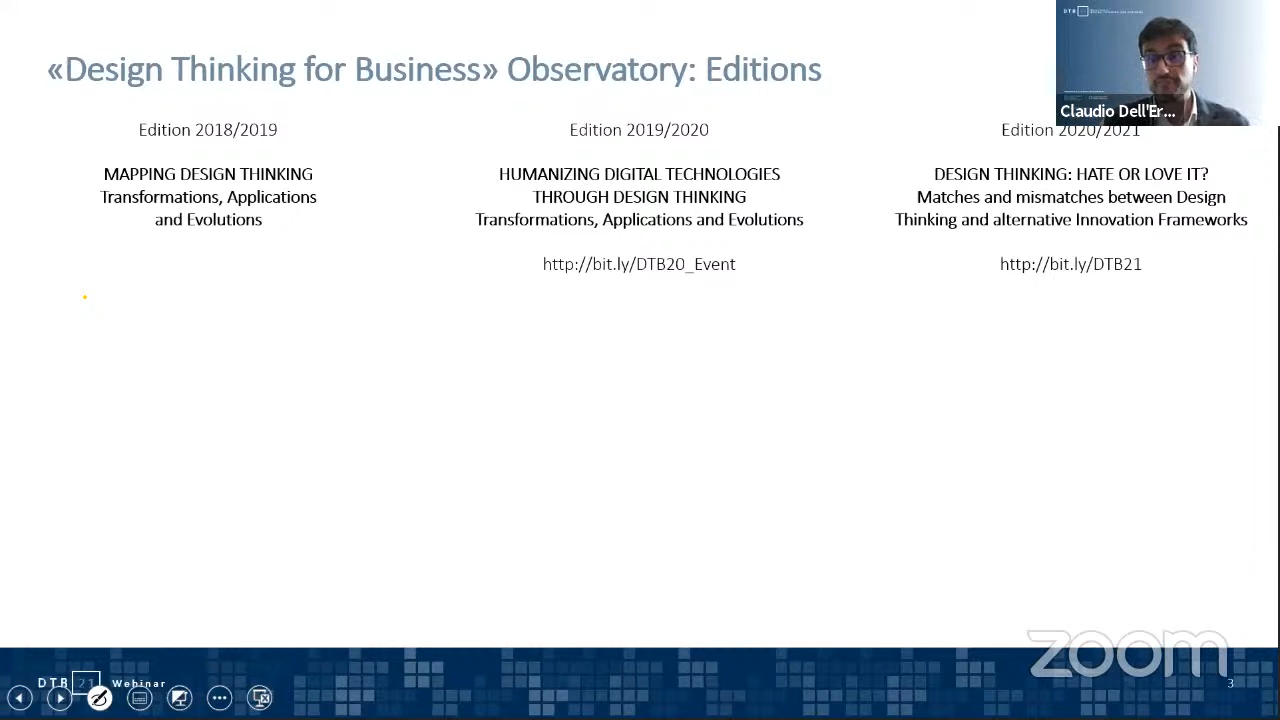 «Design Thinking for Business» Observatory: Editions
Claudio Dell'Er...
Edition 2018/2019
MAPPING DESIGN THINKING
Transformations, Applications
and Evolutions
Edition 2019/2020
HUMANIZING DIGITAL TECHNOLOGIES
THROUGH DESIGN THINKING
Transformations, Applications and Evolutions
http://bit.ly/DTB20_Event
Edition 2020/2021
DESIGN THINKING: HATE OR LOVE IT?
Matches and mismatches between Design
Thinking and alternative Innovation Frameworks
http://bit.ly/DTB21
zoom
DTB 21 Webinar
3